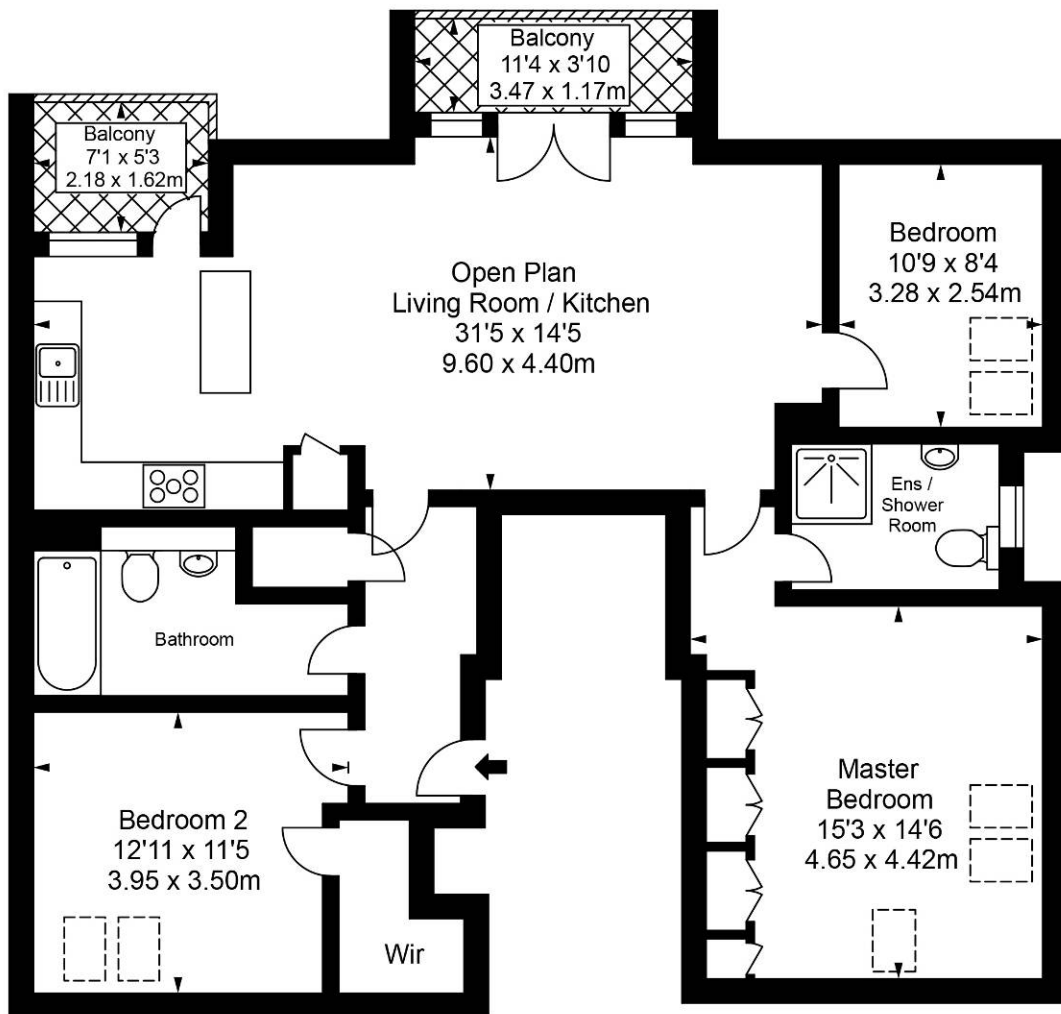 Balcony
11'4 x 3'10
3.47 x 1.17m
Balcony
7'1 x 5'3
2.18 x 1.62m
Bedroom
10'9 x 8'4
3.28 x 2.54m
Open Plan
Living Room / Kitchen
31'5 x 14'5
9.60 x 4.40m
Ens /
Shower
Room
Bathroom
Master
Bedroom
15'3 x 14'6
4.65 x 4.42m
Bedroom 2
12'11 x 11'5
3.95 x 3.50m
Wir